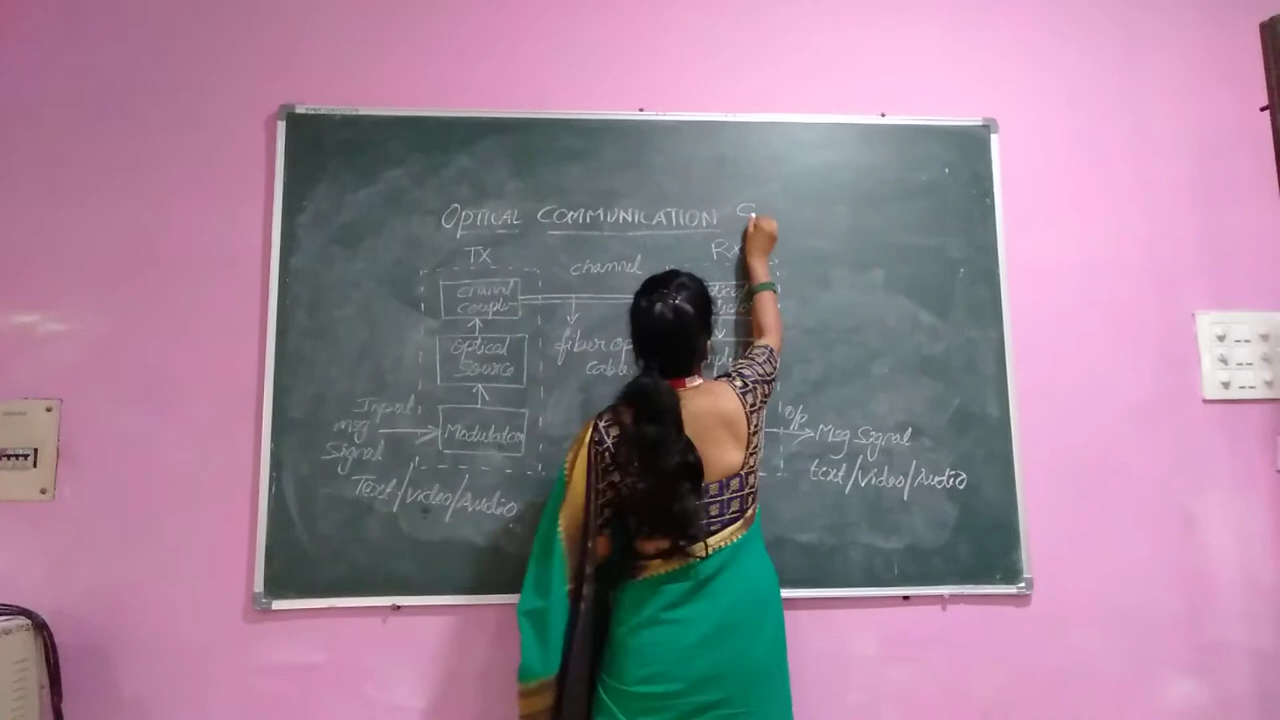 OPTICAL COMMUNICATION S
TX
Rx
channel
channel
coupler
fiber op
cable
optical
source
Input
msg
Signal
Modulator
O/P
Msg Signal
Text/Video/Audio
text/Video/Audio